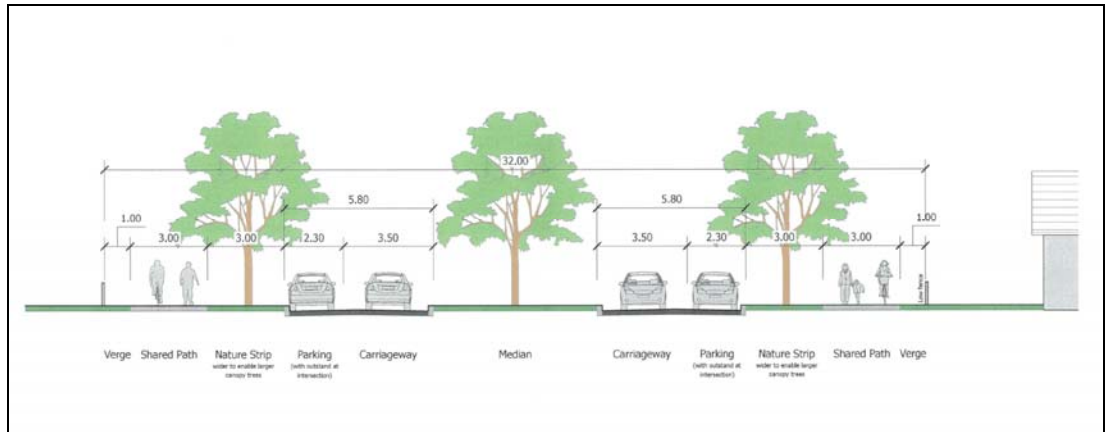 32.00
5.80 5.80
1.00 1.00
3.00 3.00 2.30 3.50 3.50 2.30 3.00 3.00
Low fence
Verge Shared Path Nature Strip Parking Carriageway Median Carriageway Parking Nature Strip Shared Path Verge
wider to enable larger (with outstand at (with outstand at wider to enable larger
canopy trees intersection) intersection) canopy trees